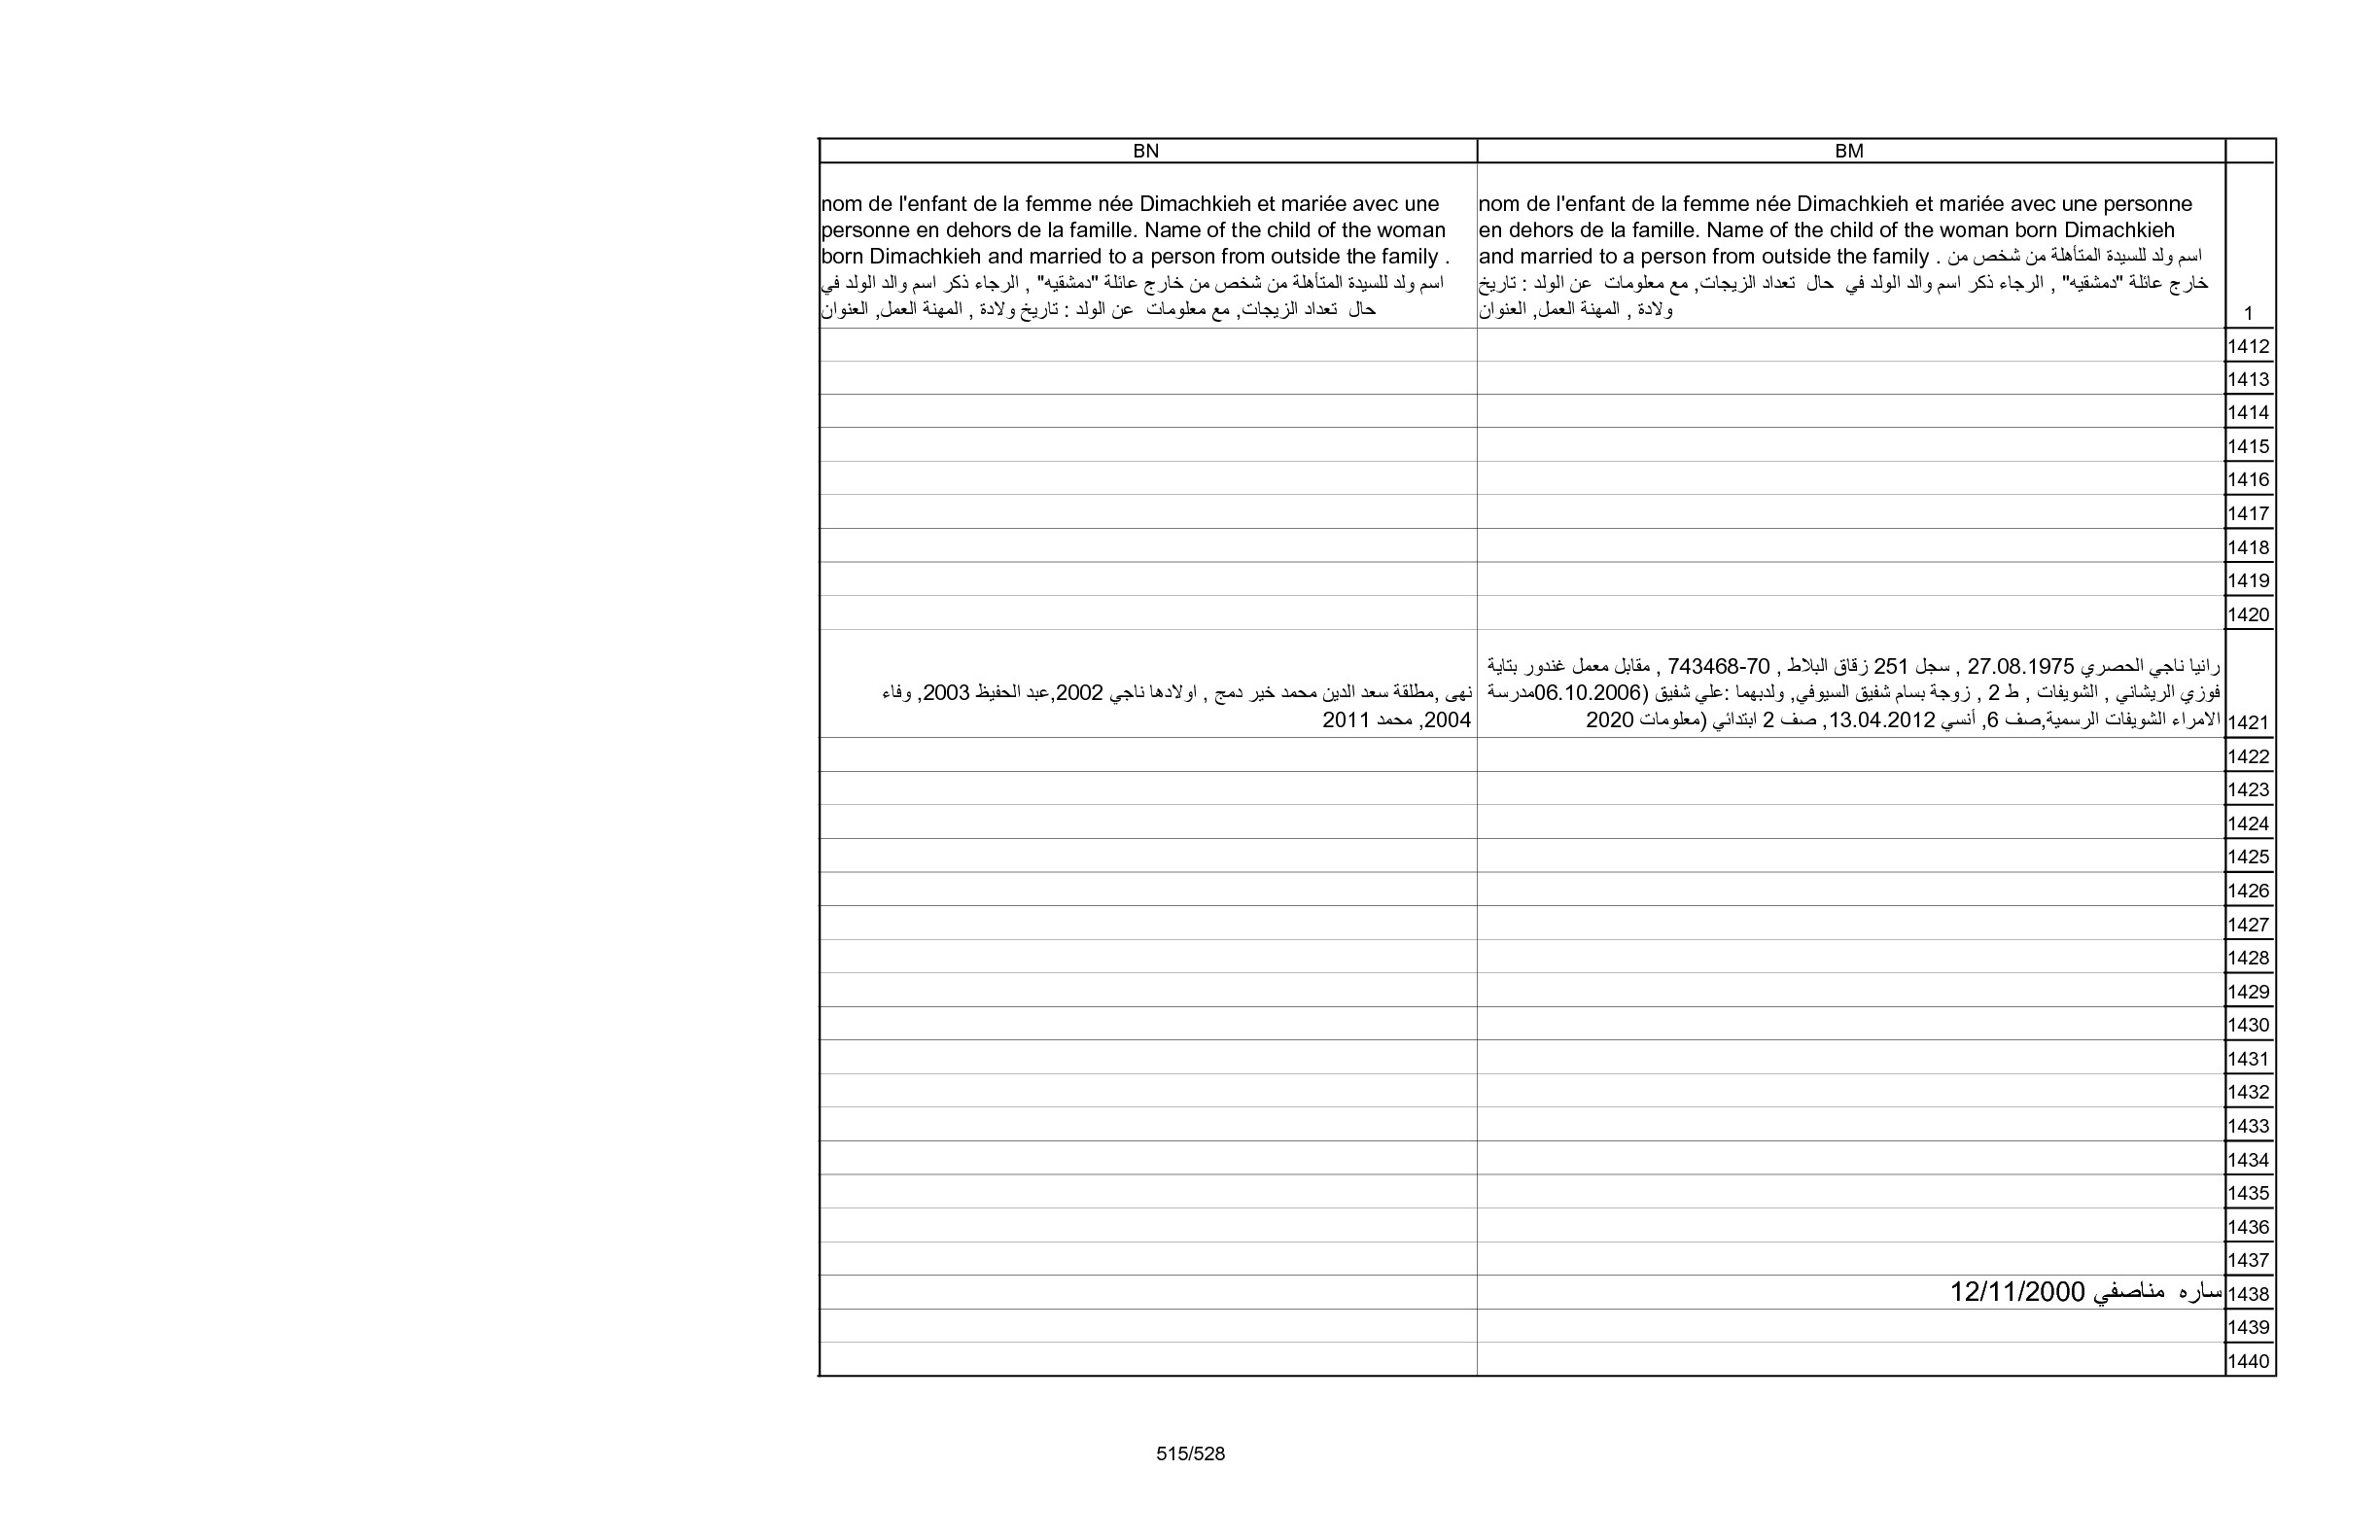 BM
BN
1
nom de l'enfant de la femme née Dimachkieh et mariée avec une personne
en dehors de la famille. Name of the child of the woman born Dimachkieh
and married to a person from outside the family . اسم ولد للسيدة المتأهلة من شخص من
خارج عائلة "دمشقيه" , الرجاء ذكر اسم والد الولد في حال تعداد الزيجات, مع معلومات عن الولد : تاريخ
ولادة , المهنة العمل, العنوان
nom de l'enfant de la femme née Dimachkieh et mariée avec une
personne en dehors de la famille. Name of the child of the woman
born Dimachkieh and married to a person from outside the family .
اسم ولد للسيدة المتأهلة من شخص من خارج عائلة "دمشقيه" , الرجاء ذكر اسم والد الولد في
حال تعداد الزيجات, مع معلومات عن الولد : تاريخ ولادة , المهنة العمل, العنوان
1412
1413
1414
1415
1416
1417
1418
1419
1420
1421
رانيا ناجي الحصري 27.08.1975 , سجل 251 زقاق البلاط , 70-743468 , مقابل معمل غندور بتاية
فوزي الريشاني , الشويفات , ط 2 , زوجة بسام شفيق السيوفي, ولدبهما :علي شفيق (06.10.2006مدرسة
الامراء الشويفات الرسمية,صف 6, أنسي 13.04.2012, صف 2 ابتدائي (معلومات 2020
نهى ,مطلقة سعد الدين محمد خير دمج , اولادها ناجي 2002,عبد الحفيظ 2003, وفاء
2004, محمد 2011
1422
1423
1424
1425
1426
1427
1428
1429
1430
1431
1432
1433
1434
1435
1436
1437
1438
ساره مناصفي 12/11/2000
1439
1440
515/528